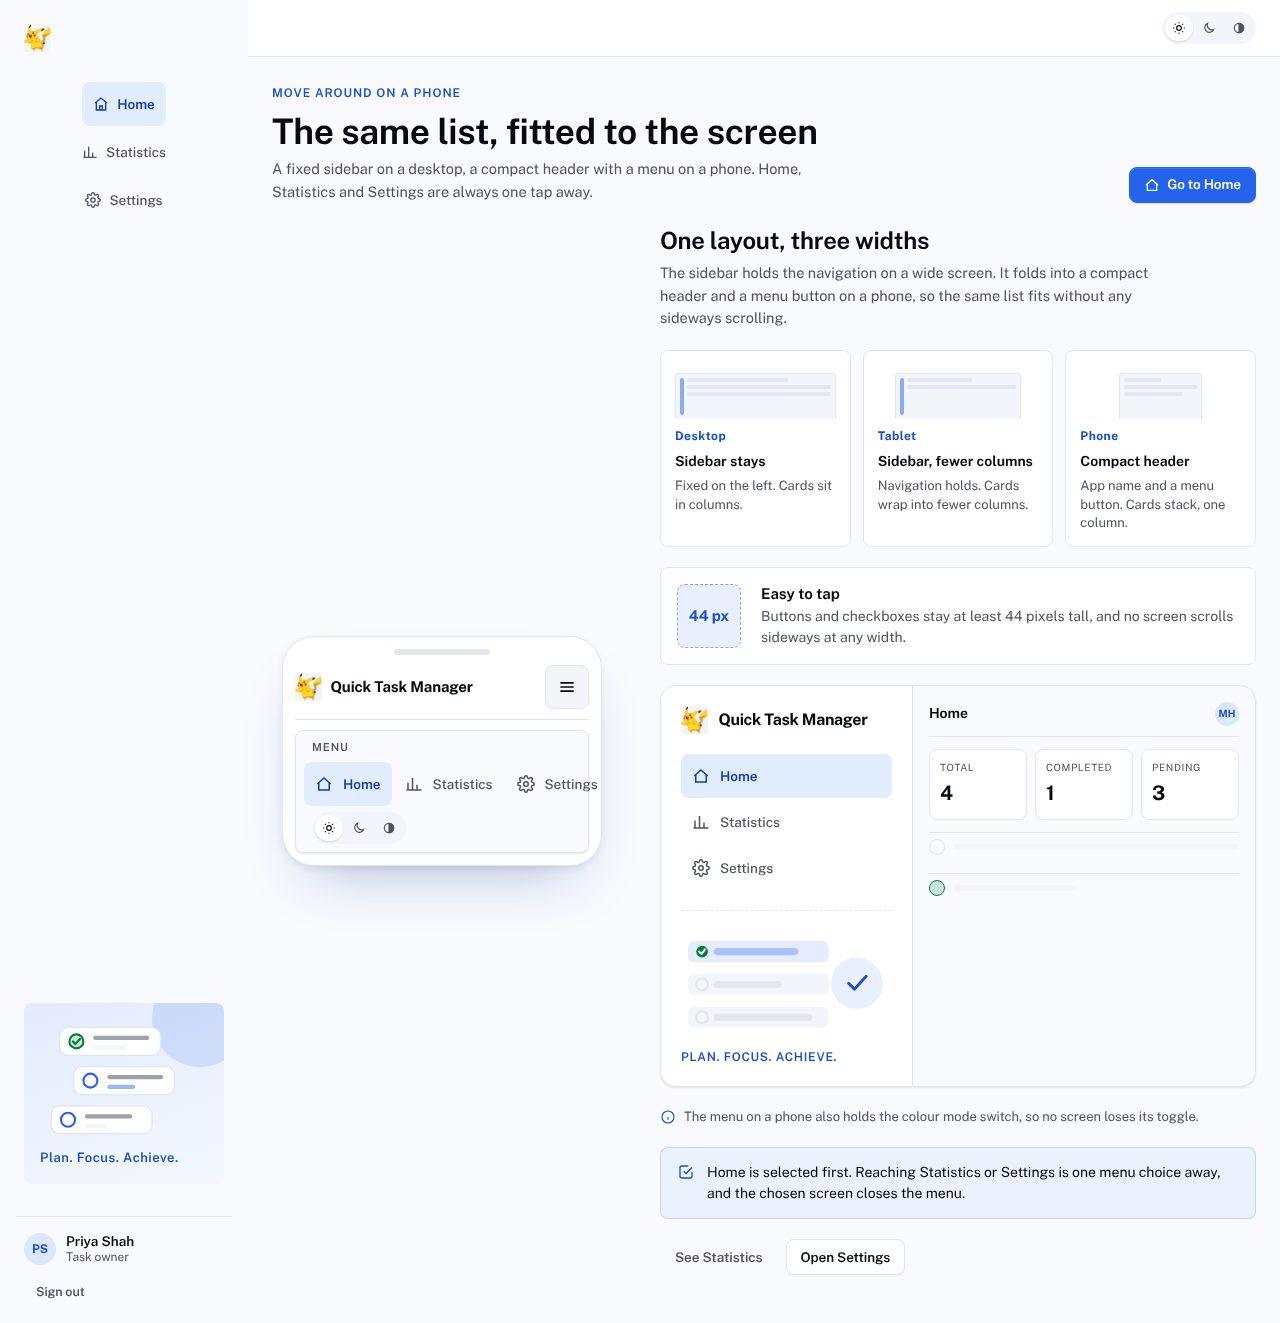 Home
Statistics
Settings
MOVE AROUND ON A PHONE
The same list, fitted to the screen
A fixed sidebar on a desktop, a compact header with a menu on a phone. Home,
Statistics and Settings are always one tap away.
Go to Home
One layout, three widths
The sidebar holds the navigation on a wide screen. It folds into a compact
header and a menu button on a phone, so the same list fits without any
sideways scrolling.
Desktop
Sidebar stays
Fixed on the left. Cards sit
in columns.
Tablet
Sidebar, fewer columns
Navigation holds. Cards
wrap into fewer columns.
Phone
Compact header
App name and a menu
button. Cards stack, one
column.
44 px
Easy to tap
Buttons and checkboxes stay at least 44 pixels tall, and no screen scrolls
sideways at any width.
Quick Task Manager
MENU
Home
Statistics
Settings
Quick Task Manager
Home
Statistics
Settings
PLAN. FOCUS. ACHIEVE.
Home
MH
TOTAL
4
COMPLETED
1
PENDING
3
The menu on a phone also holds the colour mode switch, so no screen loses its toggle.
Home is selected first. Reaching Statistics or Settings is one menu choice away,
and the chosen screen closes the menu.
See Statistics
Open Settings
Plan. Focus. Achieve.
PS
Priya Shah
Task owner
Sign out